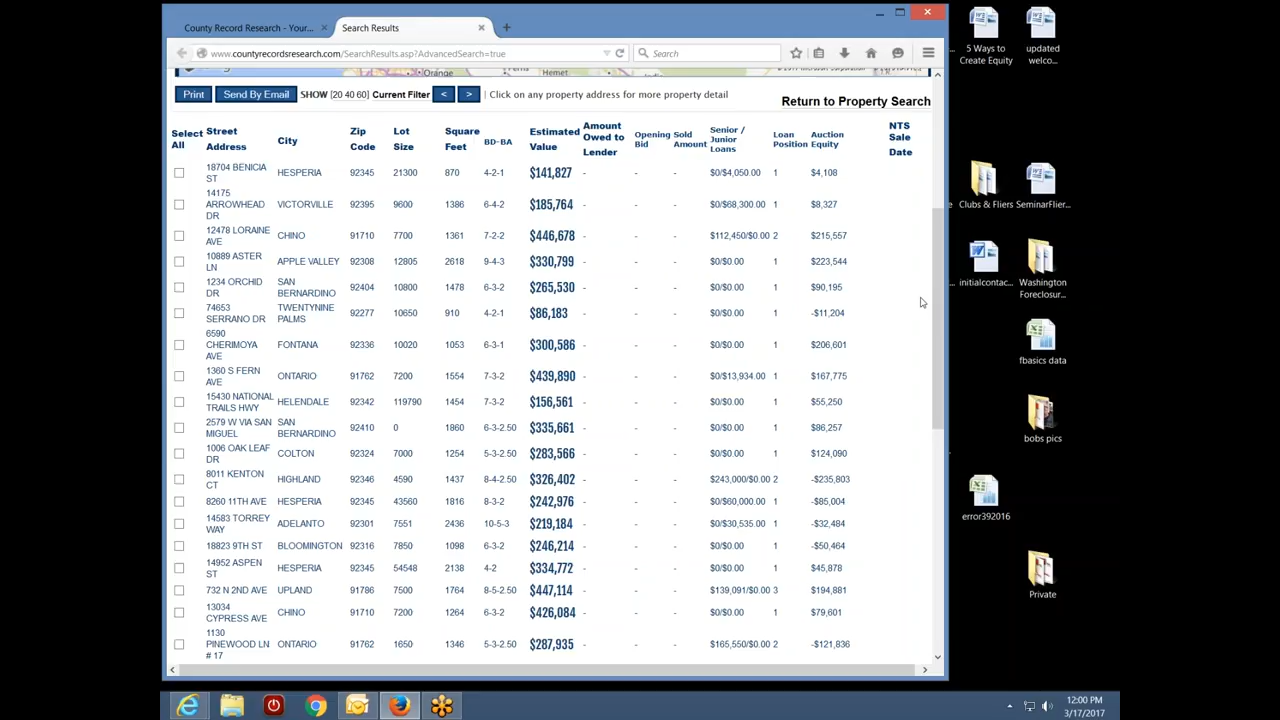 County Record Research - Your...
Search Results
www.countyrecordsresearch.com/SearchResults.asp?AdvancedSearch=true
Search
Orange
Hemet
Print
Send By Email
SHOW [20 40 60] Current Filter
<
>
| Click on any property address for more property detail
Return to Property Search
Select All Street Address City Zip Code Lot Size Square Feet BD-BA Estimated Value Amount Owed to Lender Opening Bid Sold Amount Senior / Junior Loans Loan Position Auction Equity NTS Sale Date
18704 BENICIA ST HESPERIA 92345 21300 870 4-2-1 $141,827 - - - $0/$4,050.00 1 $4,108
14175 ARROWHEAD DR VICTORVILLE 92395 9600 1386 6-4-2 $185,764 - - - $0/$68,300.00 1 $8,327
12478 LORAINE AVE CHINO 91710 7700 1361 7-2-2 $446,678 - - - $112,450/$0.00 2 $215,557
10889 ASTER LN APPLE VALLEY 92308 12805 2618 9-4-3 $330,799 - - - $0/$0.00 1 $223,544
1234 ORCHID DR SAN BERNARDINO 92404 10800 1478 6-3-2 $265,530 - - - $0/$0.00 1 $90,195
74653 SERRANO DR TWENTYNINE PALMS 92277 10650 910 4-2-1 $86,183 - - - $0/$0.00 1 -$11,204
6590 CHERIMOYA AVE FONTANA 92336 10020 1053 6-3-1 $300,586 - - - $0/$0.00 1 $206,601
1360 S FERN AVE ONTARIO 91762 7200 1554 7-3-2 $439,890 - - - $0/$13,934.00 1 $167,775
15430 NATIONAL TRAILS HWY HELENDALE 92342 119790 1454 7-3-2 $156,561 - - - $0/$0.00 1 $55,250
2579 W VIA SAN MIGUEL SAN BERNARDINO 92410 0 1860 6-3-2.50 $335,661 - - - $0/$0.00 1 $86,257
1006 OAK LEAF DR COLTON 92324 7000 1254 5-3-2.50 $283,566 - - - $0/$0.00 1 $124,090
8011 KENTON CT HIGHLAND 92346 4590 1437 8-4-2.50 $326,402 - - - $243,000/$0.00 2 -$235,803
8260 11TH AVE HESPERIA 92345 43560 1816 8-3-2 $242,976 - - - $0/$60,000.00 1 -$85,004
14583 TORREY WAY ADELANTO 92301 7551 2436 10-5-3 $219,184 - - - $0/$30,535.00 1 -$32,484
18823 9TH ST BLOOMINGTON 92316 7850 1098 6-3-2 $246,214 - - - $0/$0.00 1 -$50,464
14952 ASPEN ST HESPERIA 92345 54548 2138 4-2 $334,772 - - - $0/$0.00 1 $45,878
732 N 2ND AVE UPLAND 91786 7500 1764 8-5-2.50 $447,114 - - - $139,091/$0.00 3 $194,881
13034 CYPRESS AVE CHINO 91710 7200 1264 6-3-2 $426,084 - - - $0/$0.00 1 $79,601
1130 PINEWOOD LN # 17 ONTARIO 91762 1650 1346 5-3-2.50 $287,935 - - - $165,550/$0.00 2 -$121,836
5 Ways to Create Equity
updated welco...
Clubs & Fliers
SeminarFlier...
initialcontac...
Washington Foreclosur...
fbasics data
bobs pics
error392016
Private
12:00 PM
3/17/2017